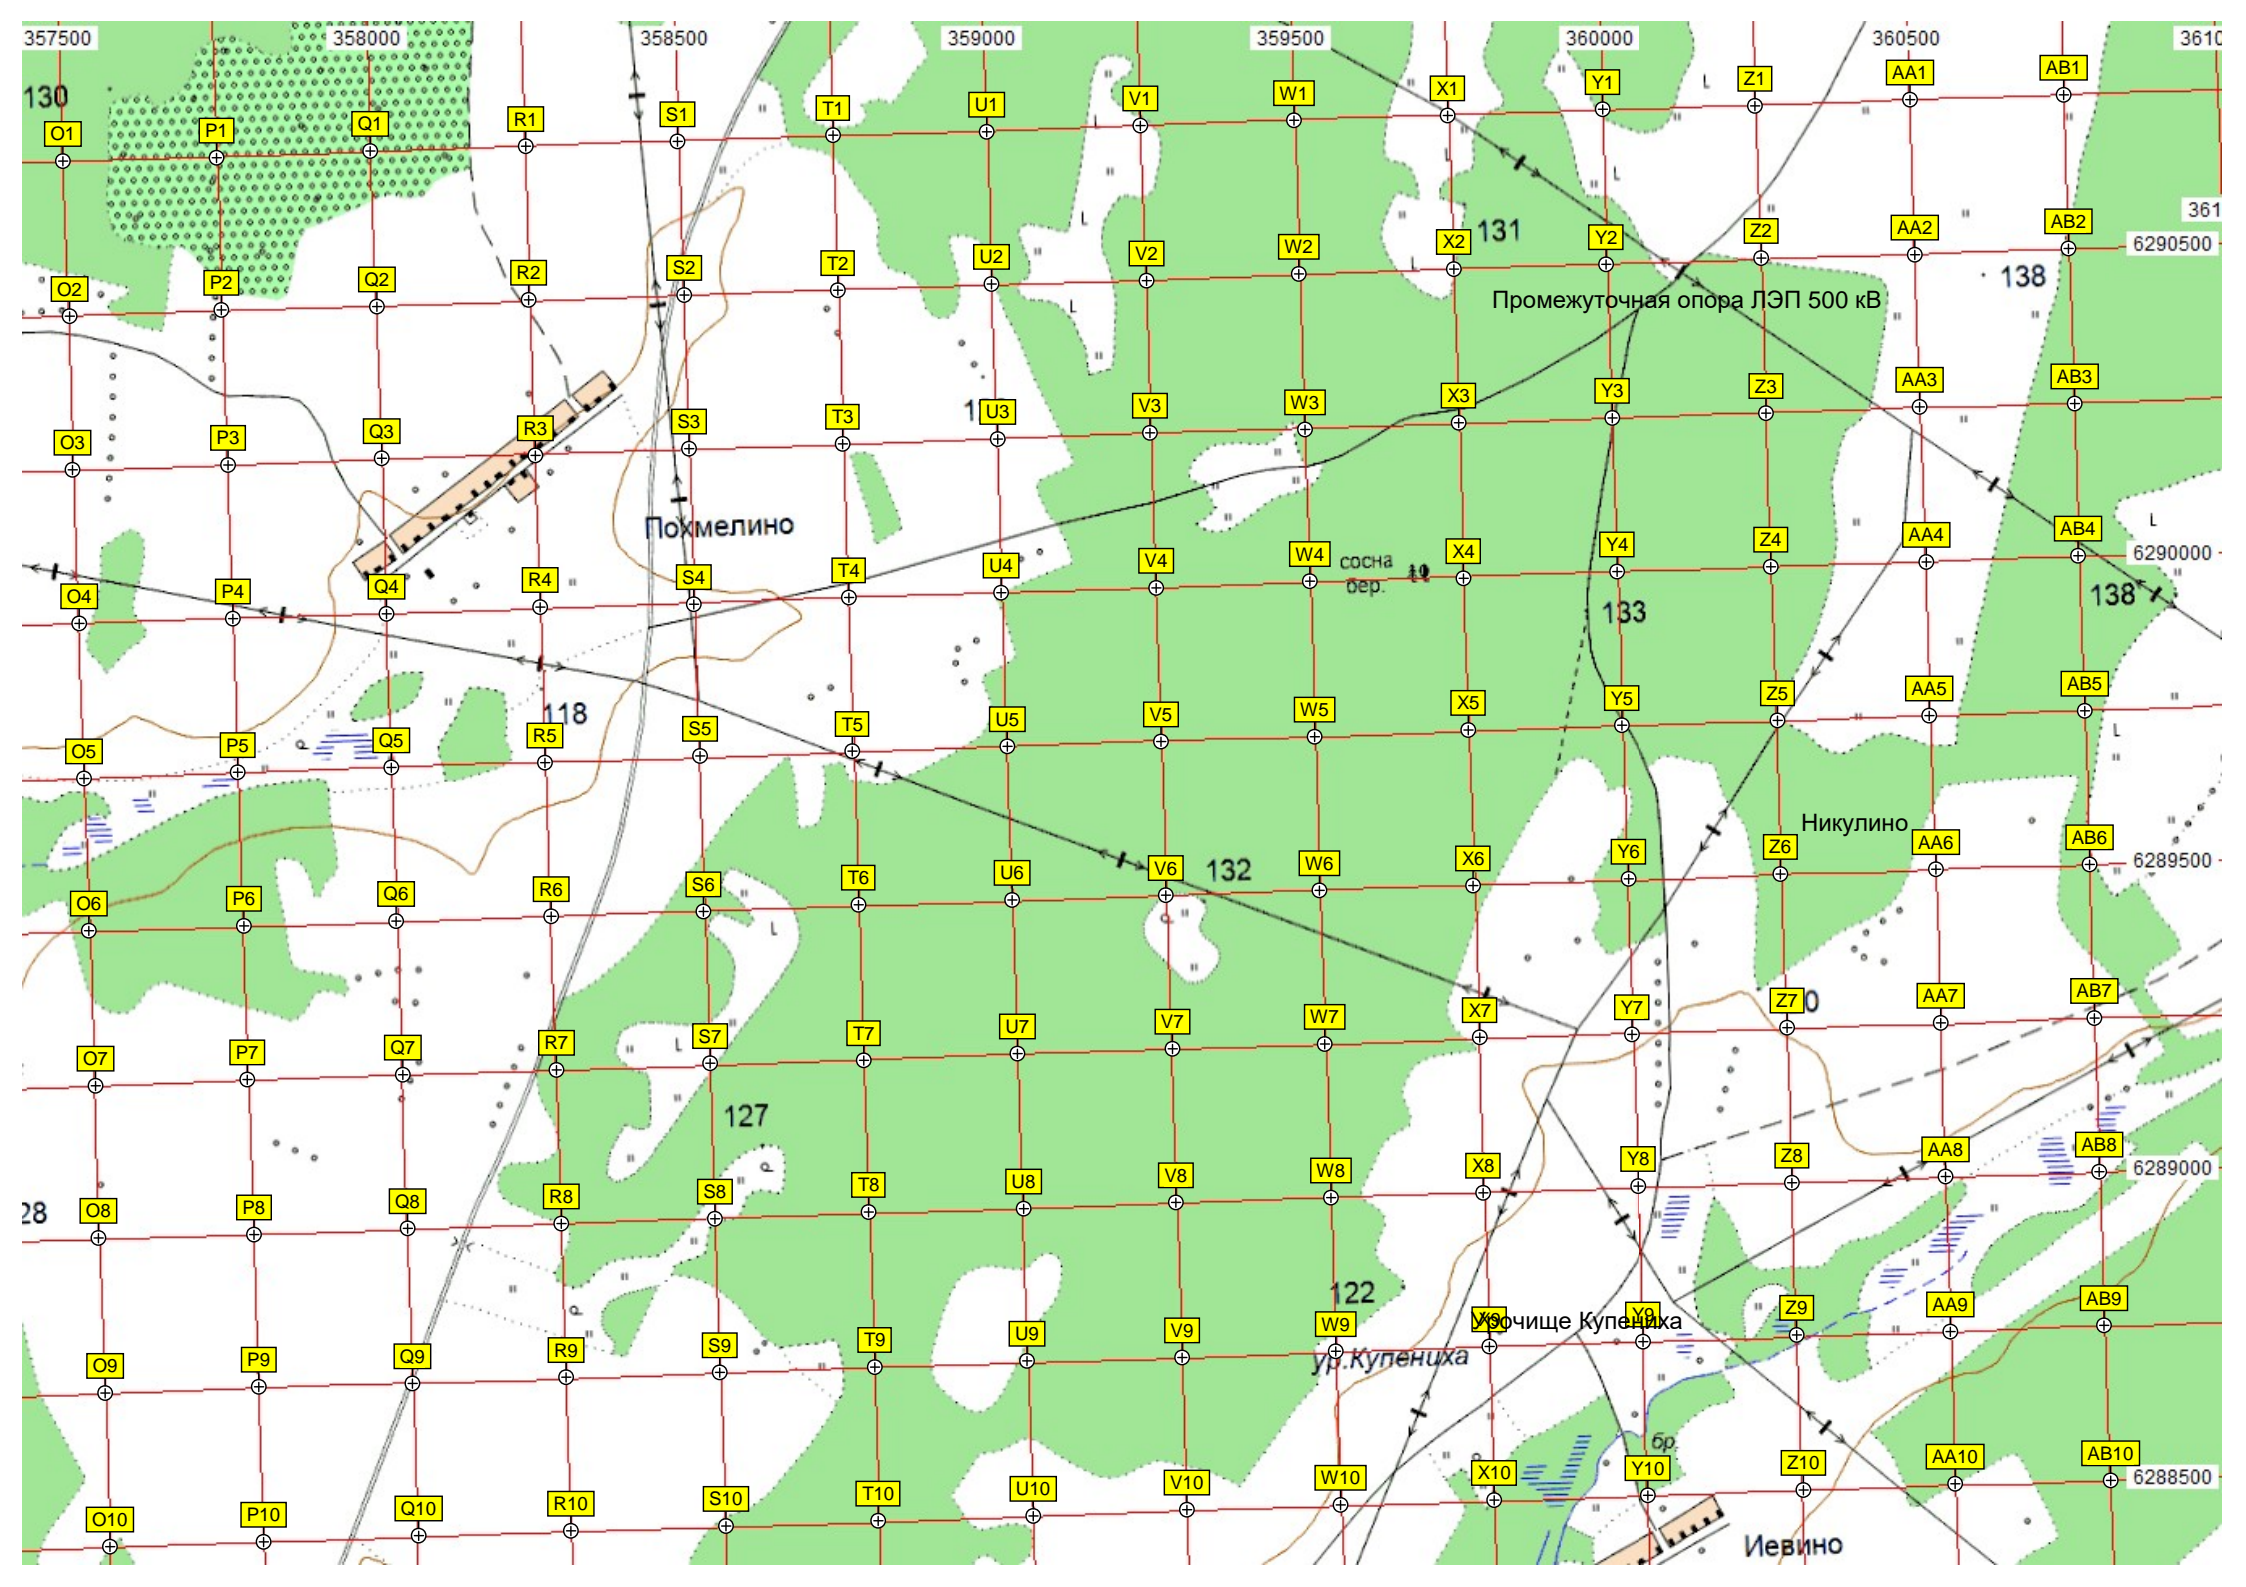 357500 358000 358500 359000 359500 360000 360500 3610
130
O1 P1 Q1 R1 S1 T1 U1 V1 W1 X1 Y1 Z1 AA1 AB1
361
131
6290500
O2 P2 Q2 R2 S2 T2 U2 V2 W2 X2 Y2 Z2 AA2 AB2
138
Промежуточная опора ЛЭП 500 кВ
O3 P3 Q3 R3 S3 T3 U3 V3 W3 X3 Y3 Z3 AA3 AB3
Похмелино
6290000
O4 P4 Q4 R4 S4 T4 U4 V4 W4 X4 Y4 Z4 AA4 AB4
сосна
бер.
133
138
118
O5 P5 Q5 R5 S5 T5 U5 V5 W5 X5 Y5 Z5 AA5 AB5
Никулино
132
6289500
O6 P6 Q6 R6 S6 T6 U6 V6 W6 X6 Y6 Z6 AA6 AB6
O7 P7 Q7 R7 S7 T7 U7 V7 W7 X7 Y7 Z7 AA7 AB7
0
127
6289000
O8 P8 Q8 R8 S8 T8 U8 V8 W8 X8 Y8 Z8 AA8 AB8
28
122
Урочище Купениха
O9 P9 Q9 R9 S9 T9 U9 V9 W9 X9 Y9 Z9 AA9 AB9
ур.Купениха
бр.
6288500
O10 P10 Q10 R10 S10 T10 U10 V10 W10 X10 Y10 Z10 AA10 AB10
Иевино